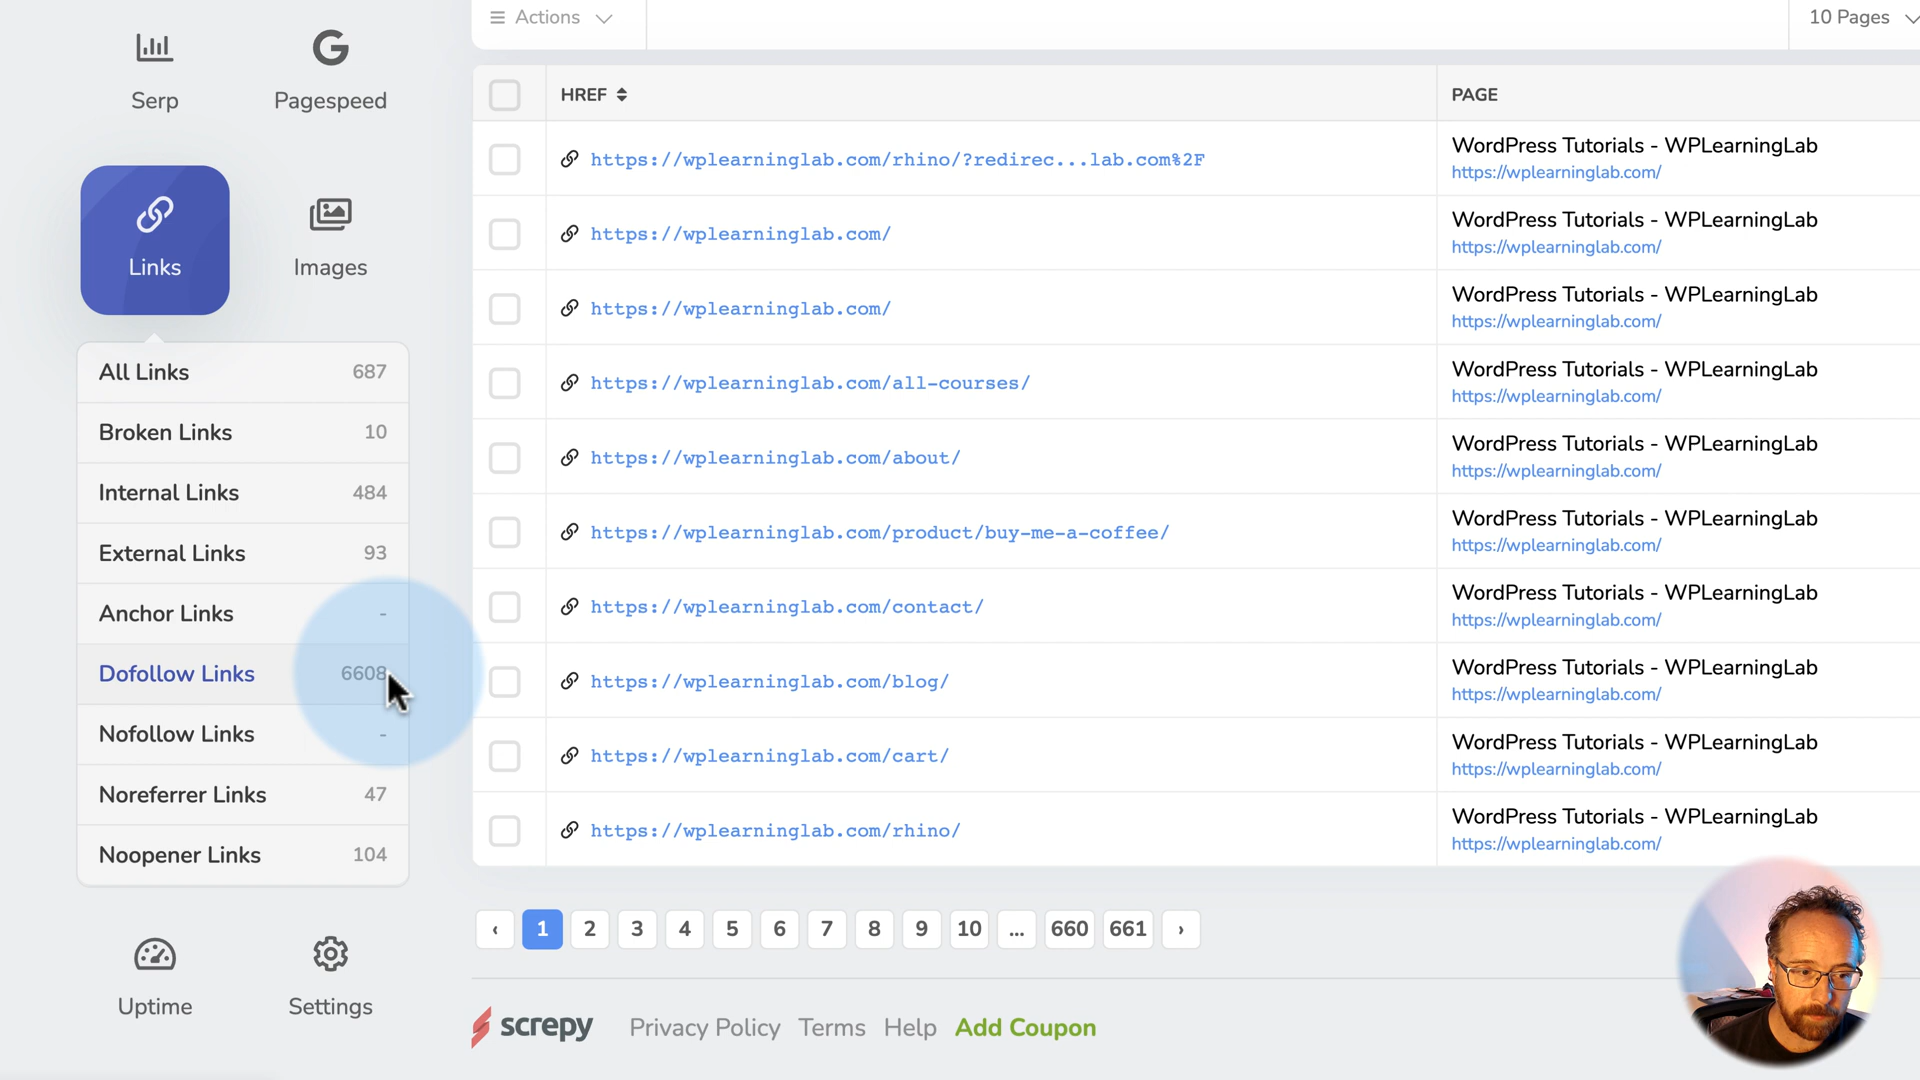 Actions
10 Pages
Serp
Pagespeed
Links
Images
All Links 687
Broken Links 10
Internal Links 484
External Links 93
Anchor Links -
Dofollow Links 6608
Nofollow Links -
Noreferrer Links 47
Noopener Links 104
Uptime
Settings
HREF
PAGE
https://wplearninglab.com/rhino/?redirec...lab.com%2F
WordPress Tutorials - WPLearningLab
https://wplearninglab.com/
https://wplearninglab.com/
WordPress Tutorials - WPLearningLab
https://wplearninglab.com/
https://wplearninglab.com/
WordPress Tutorials - WPLearningLab
https://wplearninglab.com/
https://wplearninglab.com/all-courses/
WordPress Tutorials - WPLearningLab
https://wplearninglab.com/
https://wplearninglab.com/about/
WordPress Tutorials - WPLearningLab
https://wplearninglab.com/
https://wplearninglab.com/product/buy-me-a-coffee/
WordPress Tutorials - WPLearningLab
https://wplearninglab.com/
https://wplearninglab.com/contact/
WordPress Tutorials - WPLearningLab
https://wplearninglab.com/
https://wplearninglab.com/blog/
WordPress Tutorials - WPLearningLab
https://wplearninglab.com/
https://wplearninglab.com/cart/
WordPress Tutorials - WPLearningLab
https://wplearninglab.com/
https://wplearninglab.com/rhino/
WordPress Tutorials - WPLearningLab
https://wplearninglab.com/
‹ 1 2 3 4 5 6 7 8 9 10 ... 660 661 ›
screpy Privacy Policy Terms Help Add Coupon